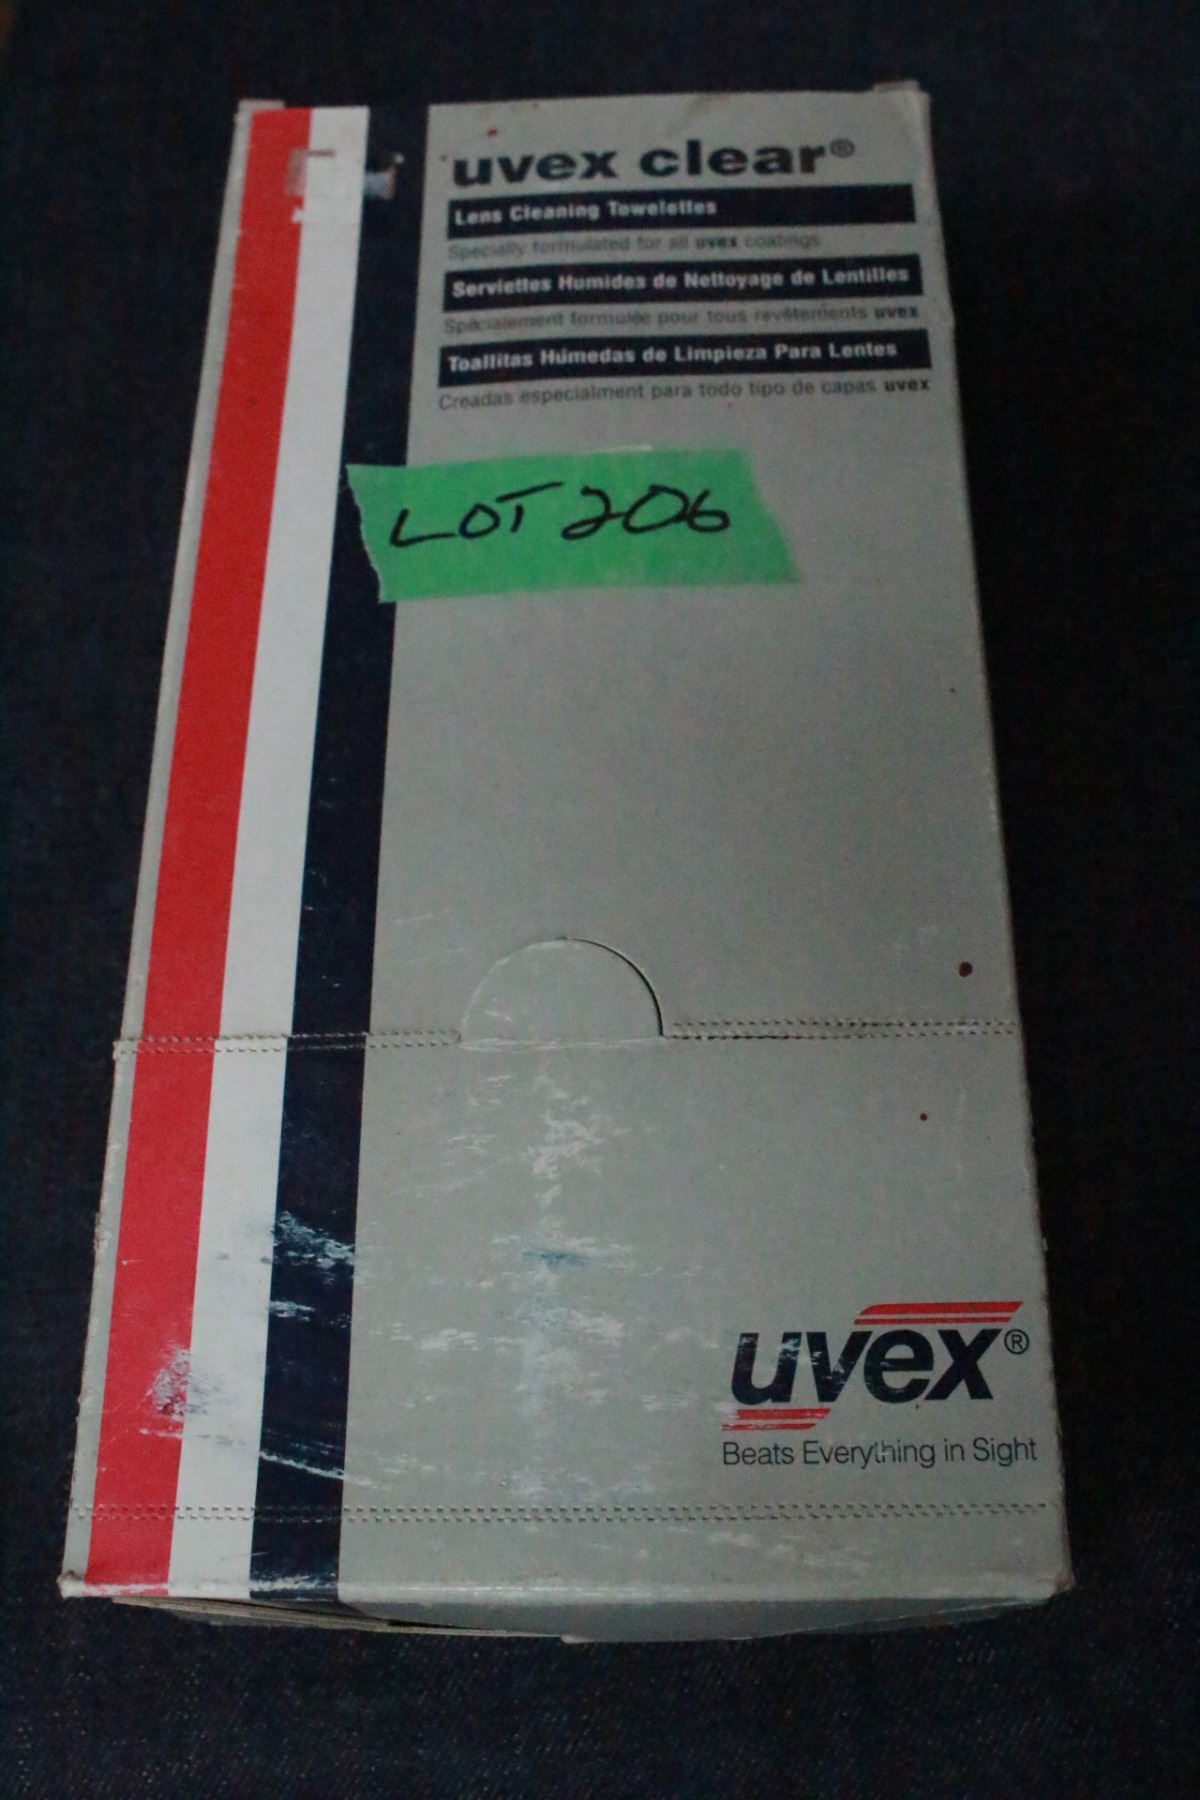 uvex clear®
Lens Cleaning Towelettes
Specially formulated for all uvex coatings
Serviettes Humides de Nettoyage de Lentilles
Spécialement formulée pour tous revêtements uvex
Toallitas Húmedas de Limpieza Para Lentes
Creadas especialment para todo tipo de capas uvex
LOT 206
uvex®
Beats Everything in Sight